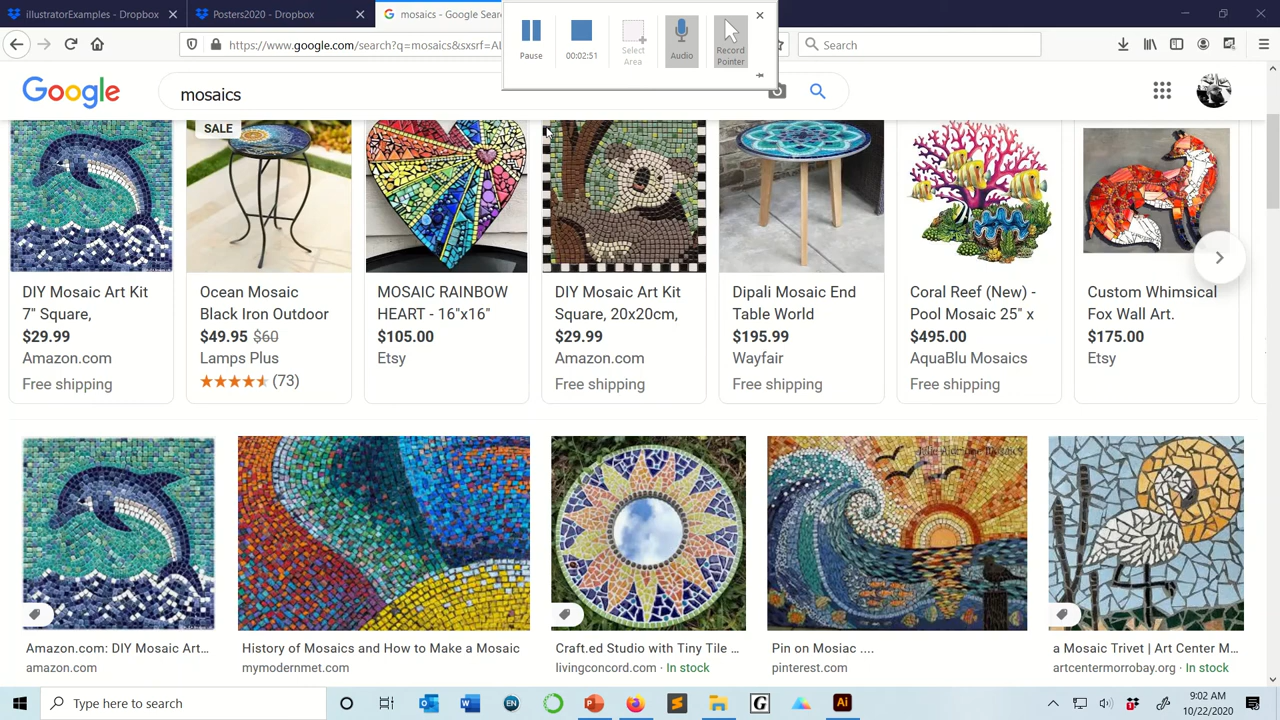 illustratorExamples - Dropbox
Posters2020 - Dropbox
mosaics - Google Sear
https://www.google.com/search?q=mosaics&sxsrf=AL
Search
Pause
00:02:51
Select
Area
Audio
Record
Pointer
Google
mosaics
SALE
DIY Mosaic Art Kit
7" Square,
$29.99
Amazon.com
Free shipping
Ocean Mosaic
Black Iron Outdoor
$49.95 $60
Lamps Plus
(73)
MOSAIC RAINBOW
HEART - 16"x16"
$105.00
Etsy
DIY Mosaic Art Kit
Square, 20x20cm,
$29.99
Amazon.com
Free shipping
Dipali Mosaic End
Table World
$195.99
Wayfair
Free shipping
Coral Reef (New) -
Pool Mosaic 25" x
$495.00
AquaBlu Mosaics
Free shipping
Custom Whimsical
Fox Wall Art.
$175.00
Etsy
Amazon.com: DIY Mosaic Art...
amazon.com
History of Mosaics and How to Make a Mosaic
mymodernmet.com
Craft.ed Studio with Tiny Tile ...
livingconcord.com · In stock
Pin on Mosiac ....
pinterest.com
a Mosaic Trivet | Art Center M...
artcentermorrobay.org · In stock
Type here to search
EN
G
Ai
9:02 AM
10/22/2020